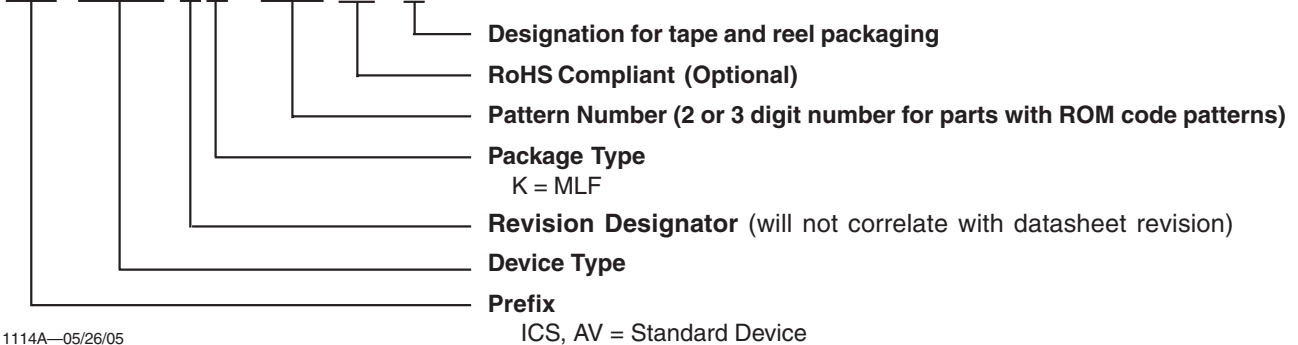 Designation for tape and reel packaging
RoHS Compliant (Optional)
Pattern Number (2 or 3 digit number for parts with ROM code patterns)
Package Type
K = MLF
Revision Designator (will not correlate with datasheet revision)
Device Type
Prefix
ICS, AV = Standard Device
1114A—05/26/05